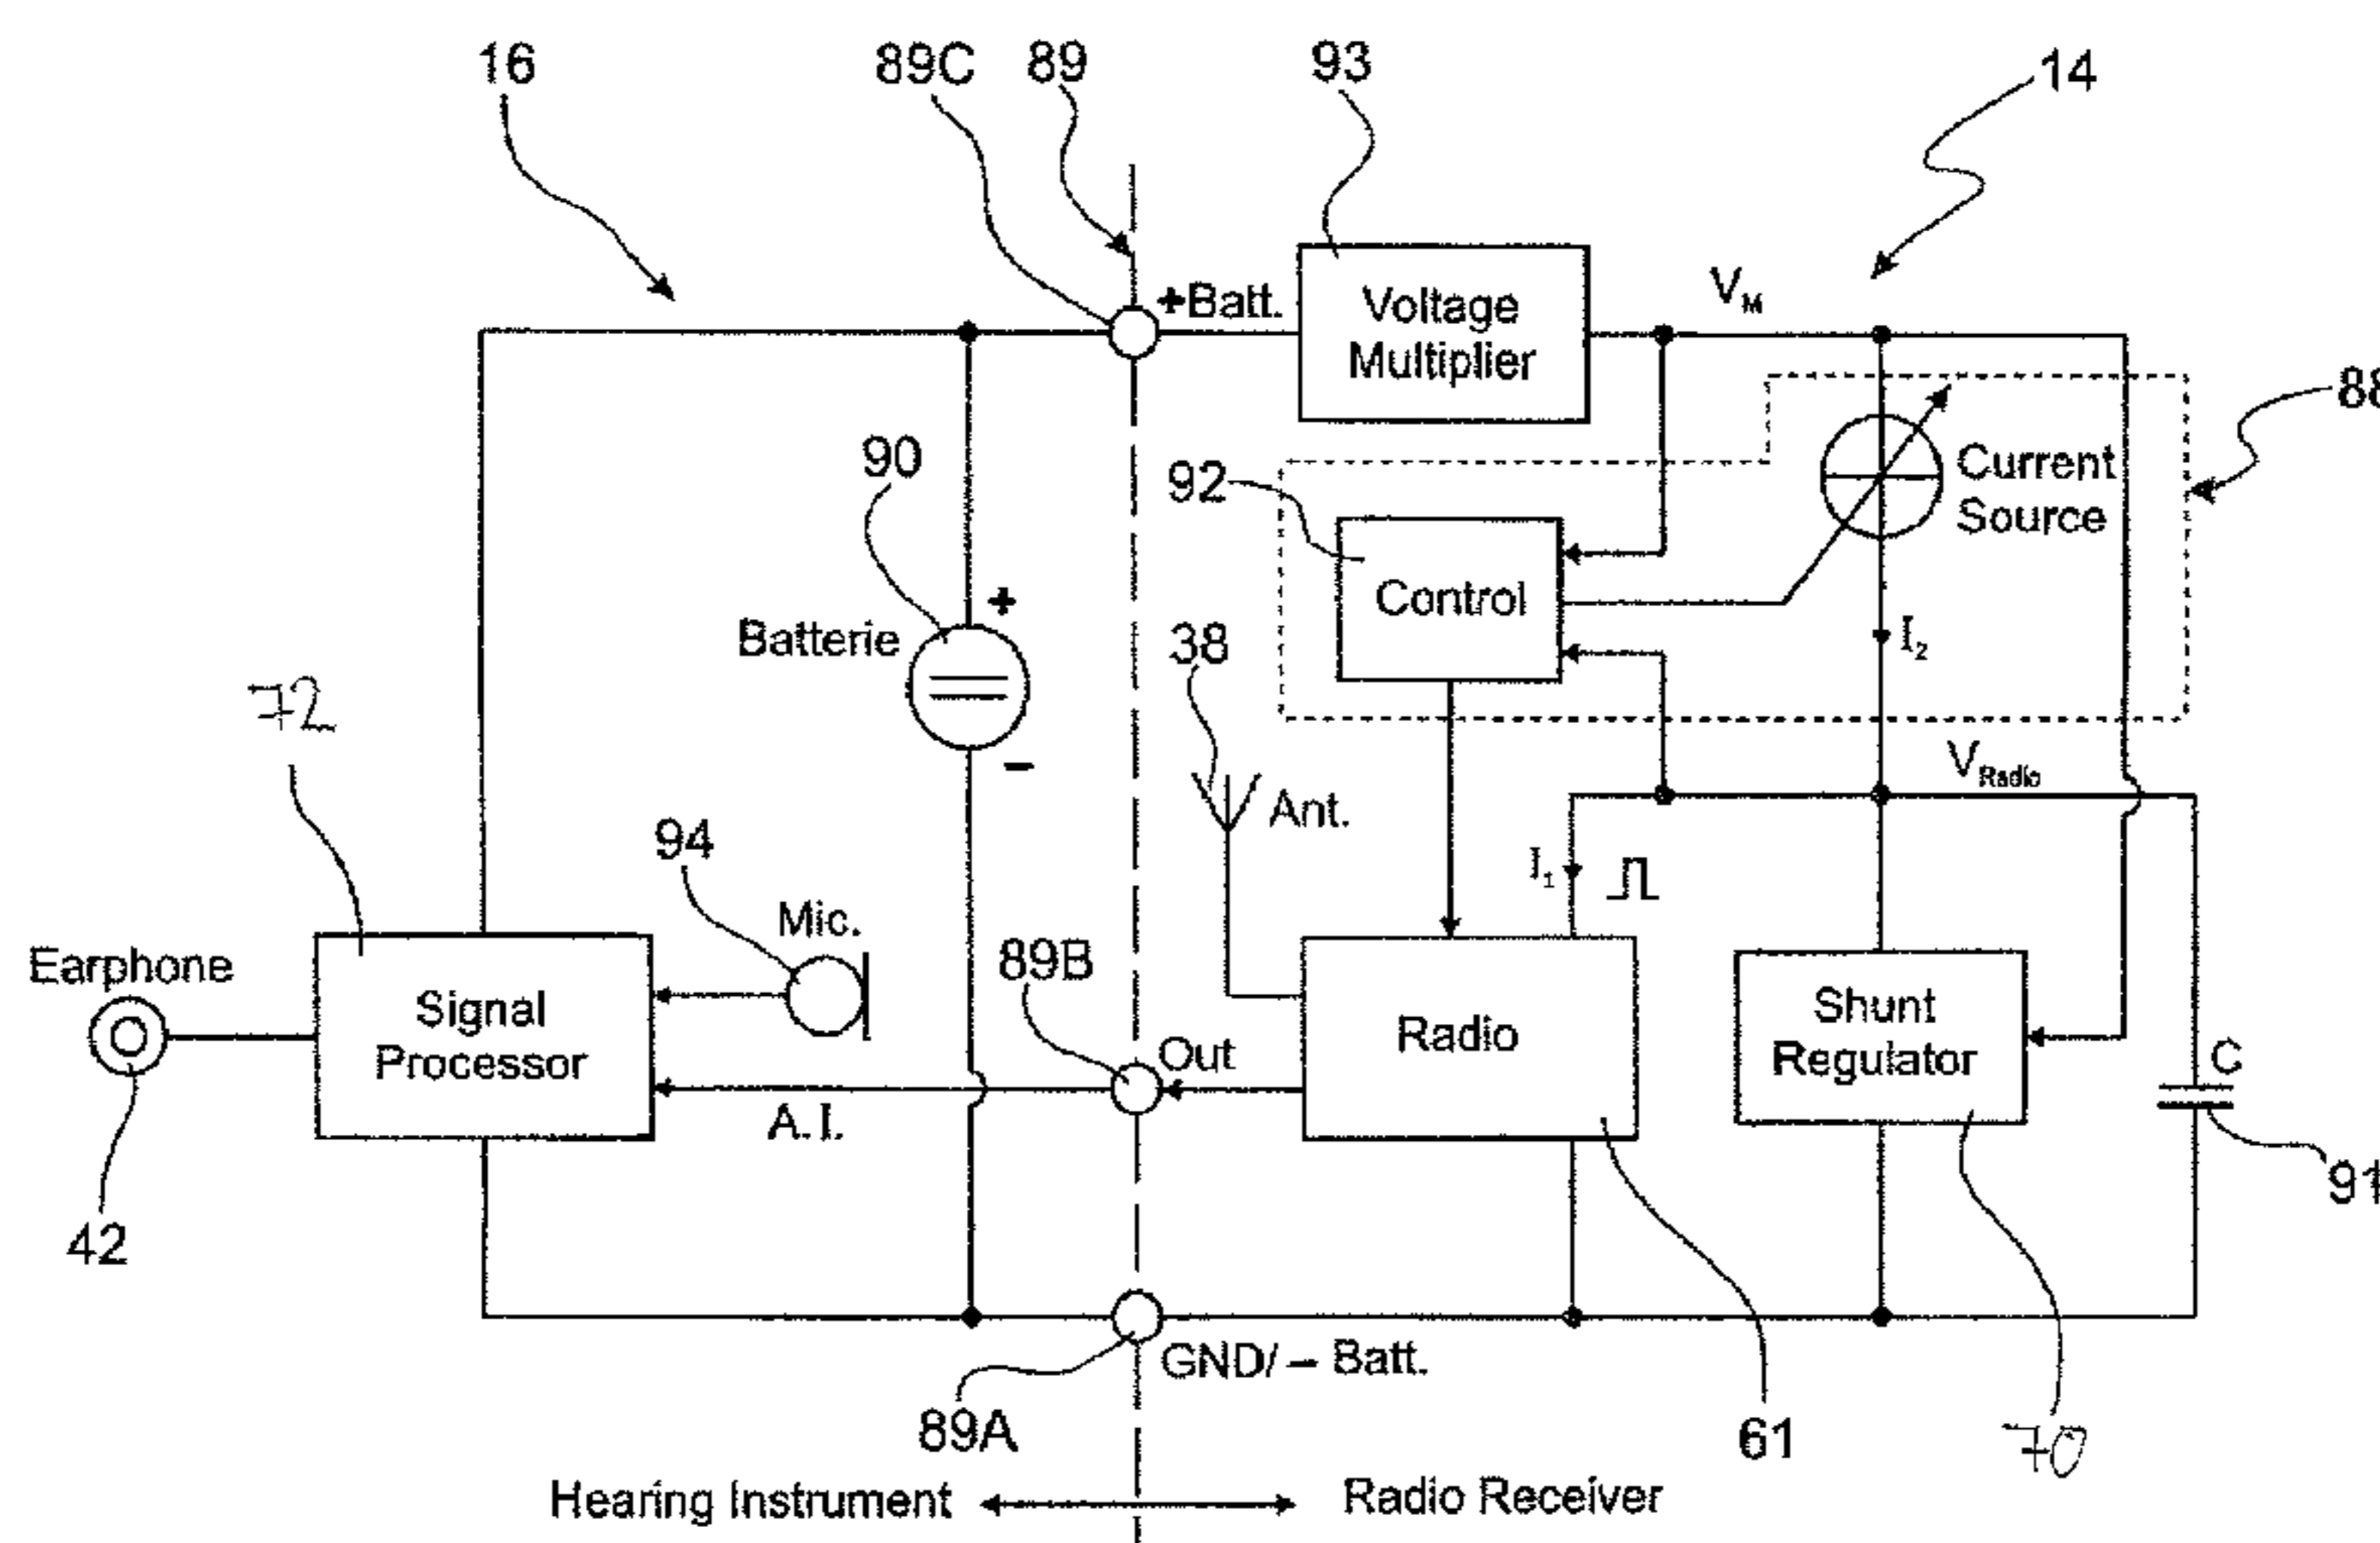 16
89C
89
93
14
+Batt.
Voltage
Multiplier
V_M
88
90
92
Current
Source
Control
+
Batterie
38
I₂
72
-
V_Radio
Ant.
94
I₁
Mic.
89B
Earphone
Signal
Processor
Out
Radio
Shunt
Regulator
C
A.I.
91
42
GND/ - Batt.
89A
61
70
Hearing Instrument
Radio Receiver